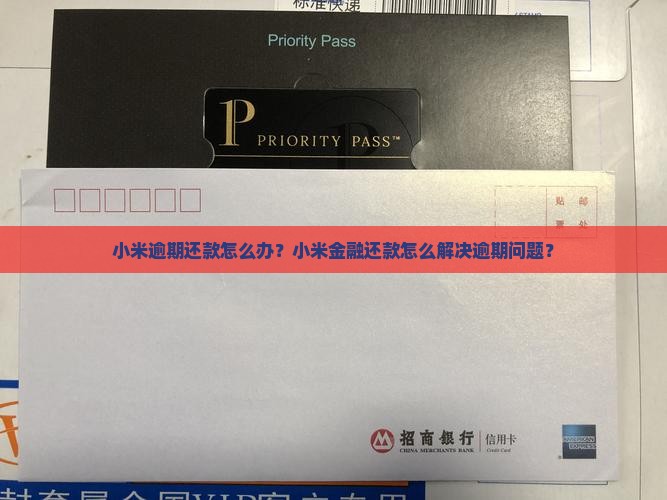 标准快递
Priority Pass
PRIORITY PASS™
贴 邮
票 处
小米逾期还款怎么办？小米金融还款怎么解决逾期问题？
招商银行 信用卡
CHINA MERCHANTS BANK Credit Card
AMERICAN
EXPRESS
®